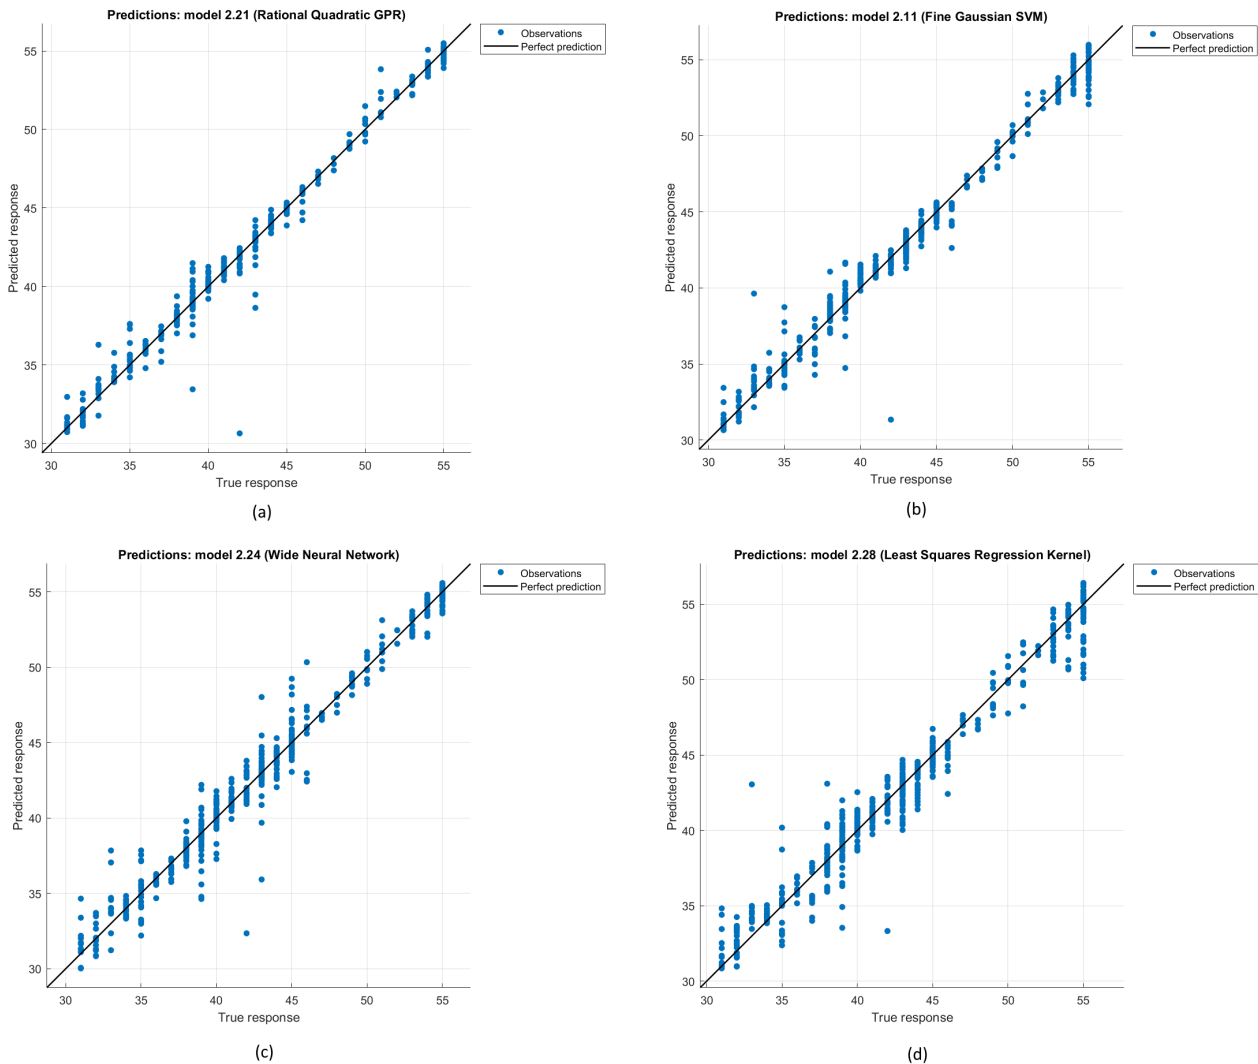 Predictions: model 2.21 (Rational Quadratic GPR)
Observations
Perfect prediction
55
50
45
40
35
30
Predicted response
30 35 40 45 50 55
True response
(a)
Predictions: model 2.11 (Fine Gaussian SVM)
Observations
Perfect prediction
55
50
45
40
35
30
Predicted response
30 35 40 45 50 55
True response
(b)
Predictions: model 2.24 (Wide Neural Network)
Observations
Perfect prediction
55
50
45
40
35
30
Predicted response
30 35 40 45 50 55
True response
(c)
Predictions: model 2.28 (Least Squares Regression Kernel)
Observations
Perfect prediction
55
50
45
40
35
30
Predicted response
30 35 40 45 50 55
True response
(d)